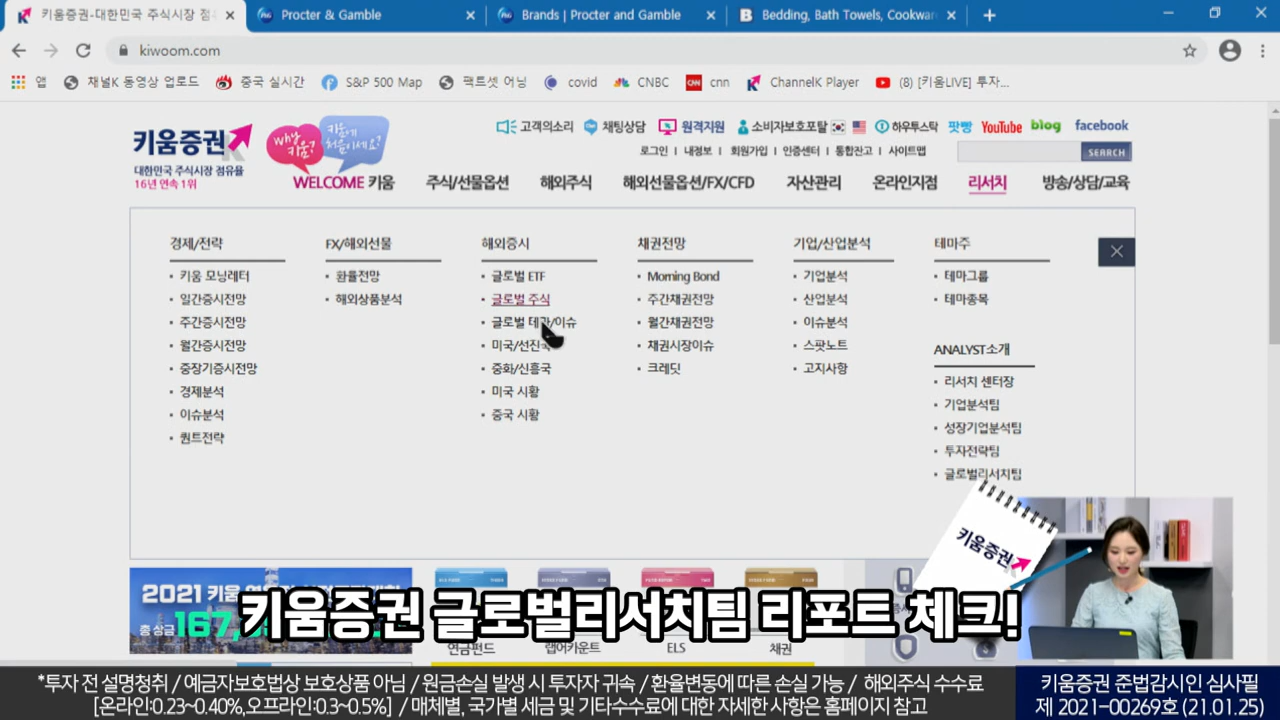 키움증권-대한민국 주식시장 점
Procter & Gamble
Brands | Procter and Gamble
Bedding, Bath Towels, Cookwar
kiwoom.com
앱
채널K 동영상 업로드
중국 실시간
S&P 500 Map
팩트셋 어닝
covid
CNBC
cnn
ChannelK Player
(8) [키움LIVE] 투자...
키움증권
대한민국 주식시장 점유율
16년 연속 1위
Why 키움?
키움에 처음이세요?
고객의소리 채팅상담 원격지원 소비자보호포탈 하우투스탁 팟빵 YouTube blog facebook
로그인 | 내정보 | 회원가입 | 인증센터 | 통합잔고 | 사이트맵
SEARCH
WELCOME 키움 주식/선물옵션 해외주식 해외선물옵션/FX/CFD 자산관리 온라인지점 리서치 방송/상담/교육
경제/전략
키움 모닝레터
일간증시전망
주간증시전망
월간증시전망
중장기증시전망
경제분석
이슈분석
퀀트전략
FX/해외선물
환율전망
해외상품분석
해외증시
글로벌 ETF
글로벌 주식
글로벌 테마/이슈
미국/선진국
중화/신흥국
미국 시황
중국 시황
채권전망
Morning Bond
주간채권전망
월간채권전망
채권시장이슈
크레딧
기업/산업분석
기업분석
산업분석
이슈분석
스팟노트
고지사항
테마주
테마그룹
테마종목
ANALYST소개
리서치 센터장
기업분석팀
성장기업분석팀
투자전략팀
글로벌리서치팀
키움증권
2021 키움
총 상금 167,
키움증권 글로벌리서치팀 리포트 체크!
연금펀드
랩어카운트
ELS
채권
*투자 전 설명청취 / 예금자보호법상 보호상품 아님 / 원금손실 발생 시 투자자 귀속 / 환율변동에 따른 손실 가능 / 해외주식 수수료
[온라인:0.23~0.40%,오프라인:0.3~0.5%] / 매체별, 국가별 세금 및 기타수수료에 대한 자세한 사항은 홈페이지 참고
키움증권 준법감시인 심사필
제 2021-00269호 (21.01.25)